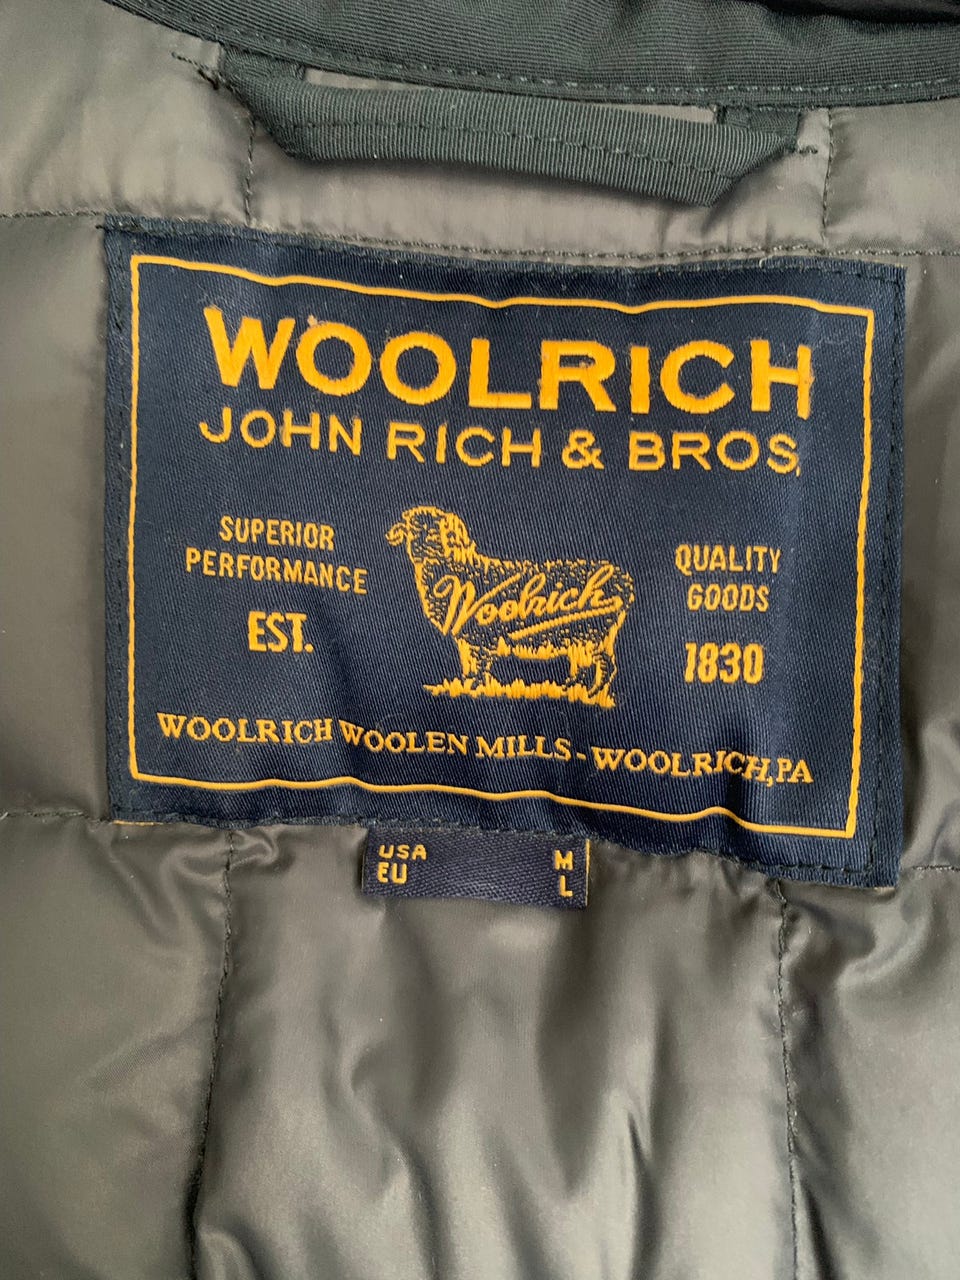 WOOLRICH
JOHN RICH & BROS.
SUPERIOR
PERFORMANCE
EST.
Woolrich
QUALITY
GOODS
1830
WOOLRICH WOOLEN MILLS-WOOLRICH, PA
USA M
EU L